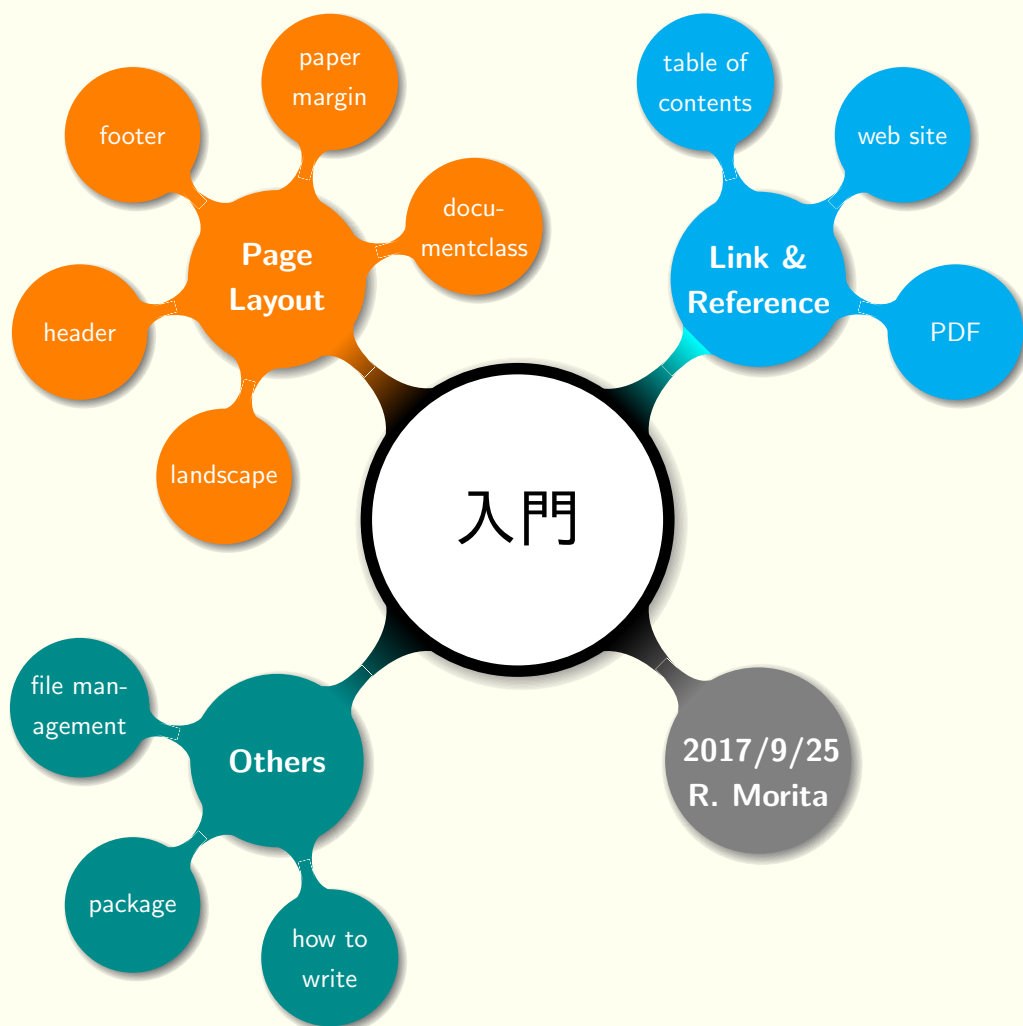 paper
margin
footer
docu-
mentclass
Page
Layout
header
landscape
table of
contents
web site
Link &
Reference
PDF
入門
file man-
agement
Others
package
how to
write
2017/9/25
R. Morita